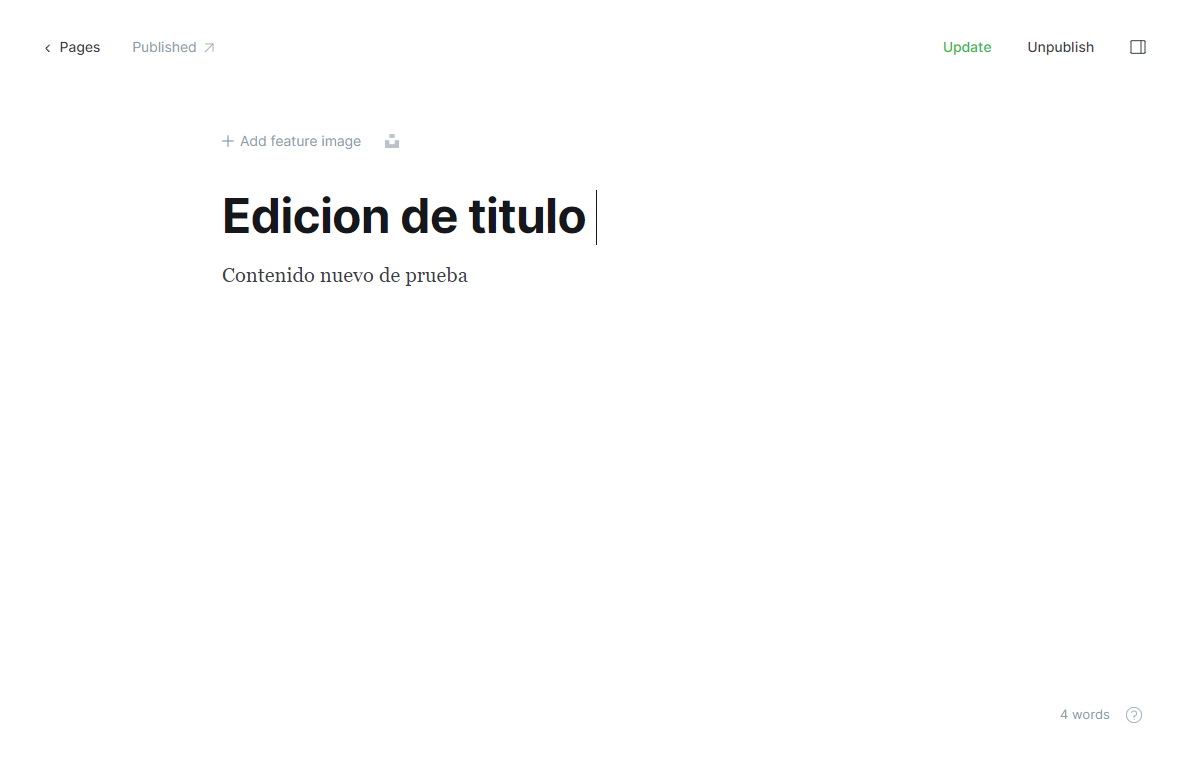 Pages Published Update Unpublish
Add feature image
Edicion de titulo
Contenido nuevo de prueba
4 words